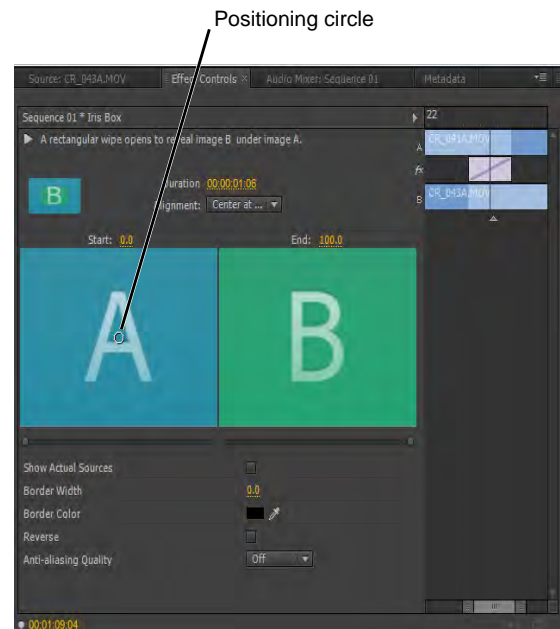 Positioning circle
Source: CR_043A.MOV Effect Controls × Audio Mixer: Sequence 01 Metadata
Sequence 01 * Iris Box 22
A rectangular wipe opens to reveal image B under image A.
A CR_041A.MOV
fx
B CR_043A.MOV
B
Duration 00:00:01:06
Alignment: Center at ...
Start: 0.0 End: 100.0
A B
Show Actual Sources
Border Width 0.0
Border Color
Reverse
Anti-aliasing Quality Off
00:01:09:04